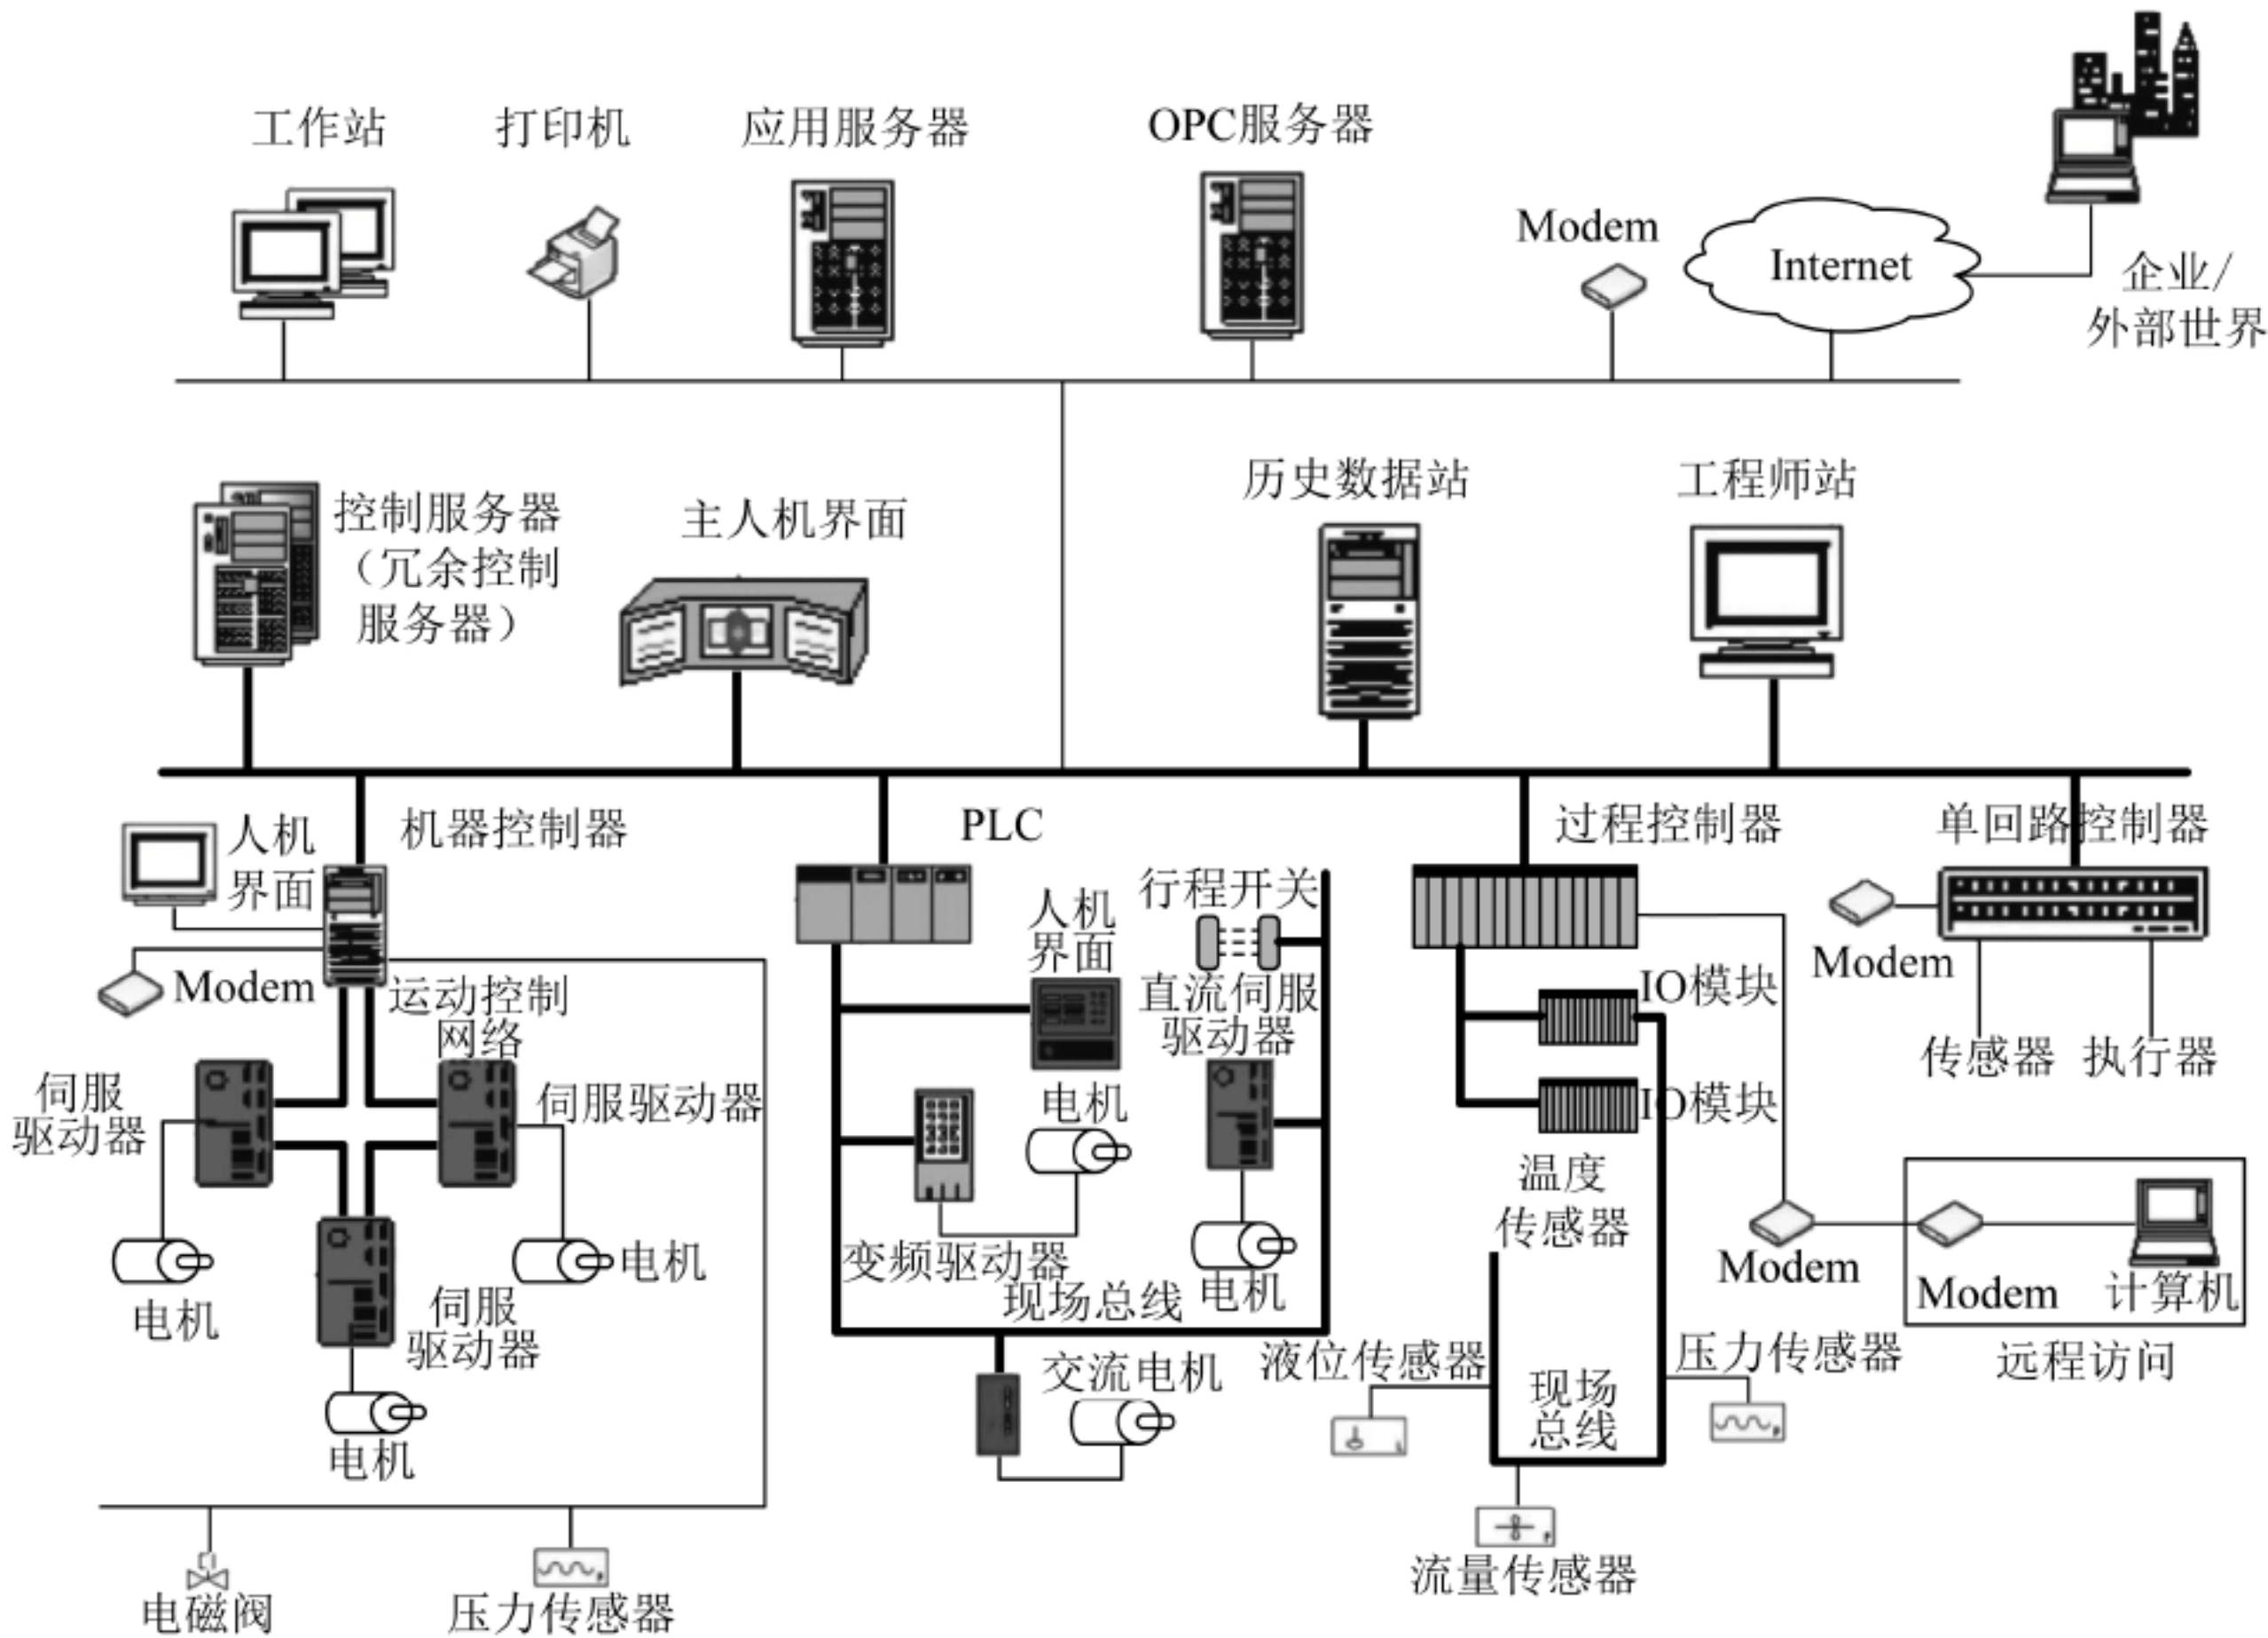 工作站
打印机
应用服务器
OPC服务器
Modem
Internet
企业/
外部世界
控制服务器
（冗余控制
服务器）
主人机界面
历史数据站
工程师站
人机
界面
机器控制器
PLC
过程控制器
单回路控制器
Modem
运动控制
网络
人机
界面
行程开关
直流伺服
驱动器
IO模块
IO模块
Modem
传感器
执行器
伺服
驱动器
伺服驱动器
电机
电机
伺服
驱动器
电机
电机
变频驱动器
现场总线
电机
温度
传感器
Modem
Modem
计算机
远程访问
交流电机
液位传感器
现场
总线
压力传感器
流量传感器
电磁阀
压力传感器